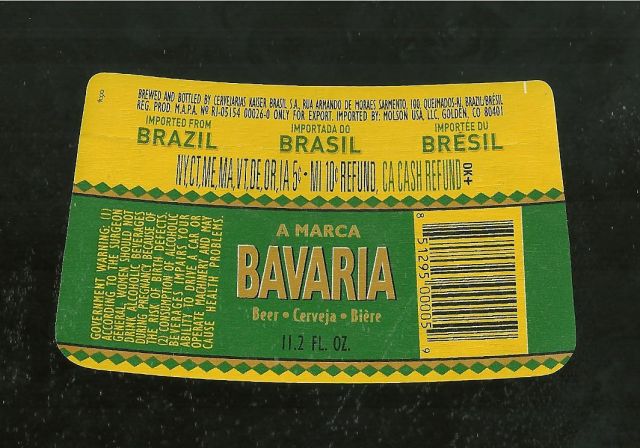 BREWED AND BOTTLED BY CERVEJARIAS KAISER BRASIL S.A., RUA ARMANDO DE MORAES SARMENTO, 100, QUEIMADOS-RJ, BRAZIL/BRÉSIL
REG. PROD. M.A.P.A. Nº RJ-05154 00026-0 ONLY FOR EXPORT. IMPORTED BY: MOLSON USA, LLC, GOLDEN, CO 80401
IMPORTED FROM
BRAZIL
IMPORTADA DO
BRASIL
IMPORTÉE DU
BRÉSIL
NY,CT,ME,MA,VT,DE,OR,IA 5¢ • MI 10¢ REFUND, CA CASH REFUND
OK+
GOVERNMENT WARNING: (1)
ACCORDING TO THE SURGEON
GENERAL, WOMEN SHOULD NOT
DRINK ALCOHOLIC BEVERAGES
DURING PREGNANCY BECAUSE OF
THE RISK OF BIRTH DEFECTS.
(2) CONSUMPTION OF ALCOHOLIC
BEVERAGES IMPAIRS YOUR
ABILITY TO DRIVE A CAR OR
OPERATE MACHINERY AND MAY
CAUSE HEALTH PROBLEMS.
A MARCA
BAVARIA
Beer • Cerveja • Bière
11.2 FL. OZ.
8 51295 00005 9